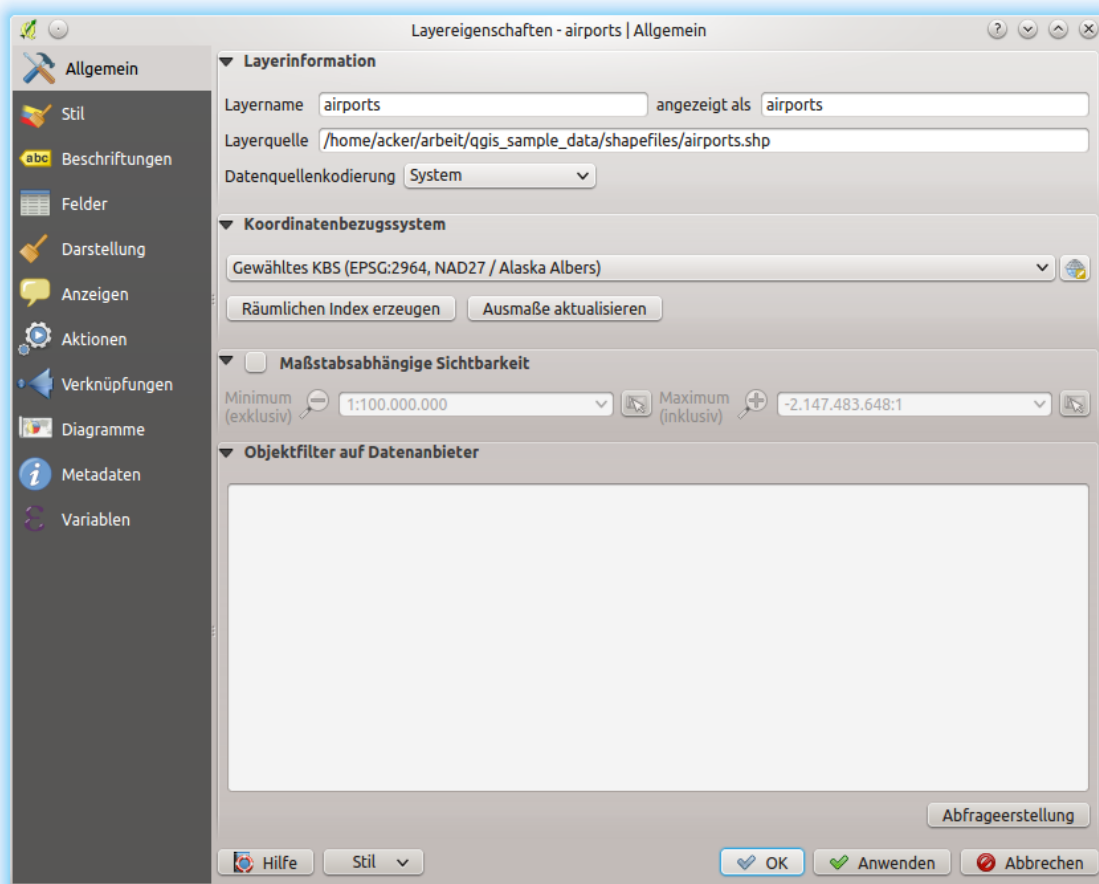 Layereigenschaften - airports | Allgemein
?
Allgemein
Stil
abc Beschriftungen
Felder
Darstellung
Anzeigen
Aktionen
Verknüpfungen
Diagramme
i Metadaten
Ɛ Variablen
Layerinformation
Layername airports angezeigt als airports
Layerquelle /home/acker/arbeit/qgis_sample_data/shapefiles/airports.shp
Datenquellenkodierung System
Koordinatenbezugssystem
Gewähltes KBS (EPSG:2964, NAD27 / Alaska Albers)
Räumlichen Index erzeugen Ausmaße aktualisieren
Maßstabsabhängige Sichtbarkeit
Minimum (exklusiv) 1:100.000.000 Maximum (inklusiv) -2.147.483.648:1
Objektfilter auf Datenanbieter
Abfrageerstellung
Hilfe Stil OK Anwenden Abbrechen